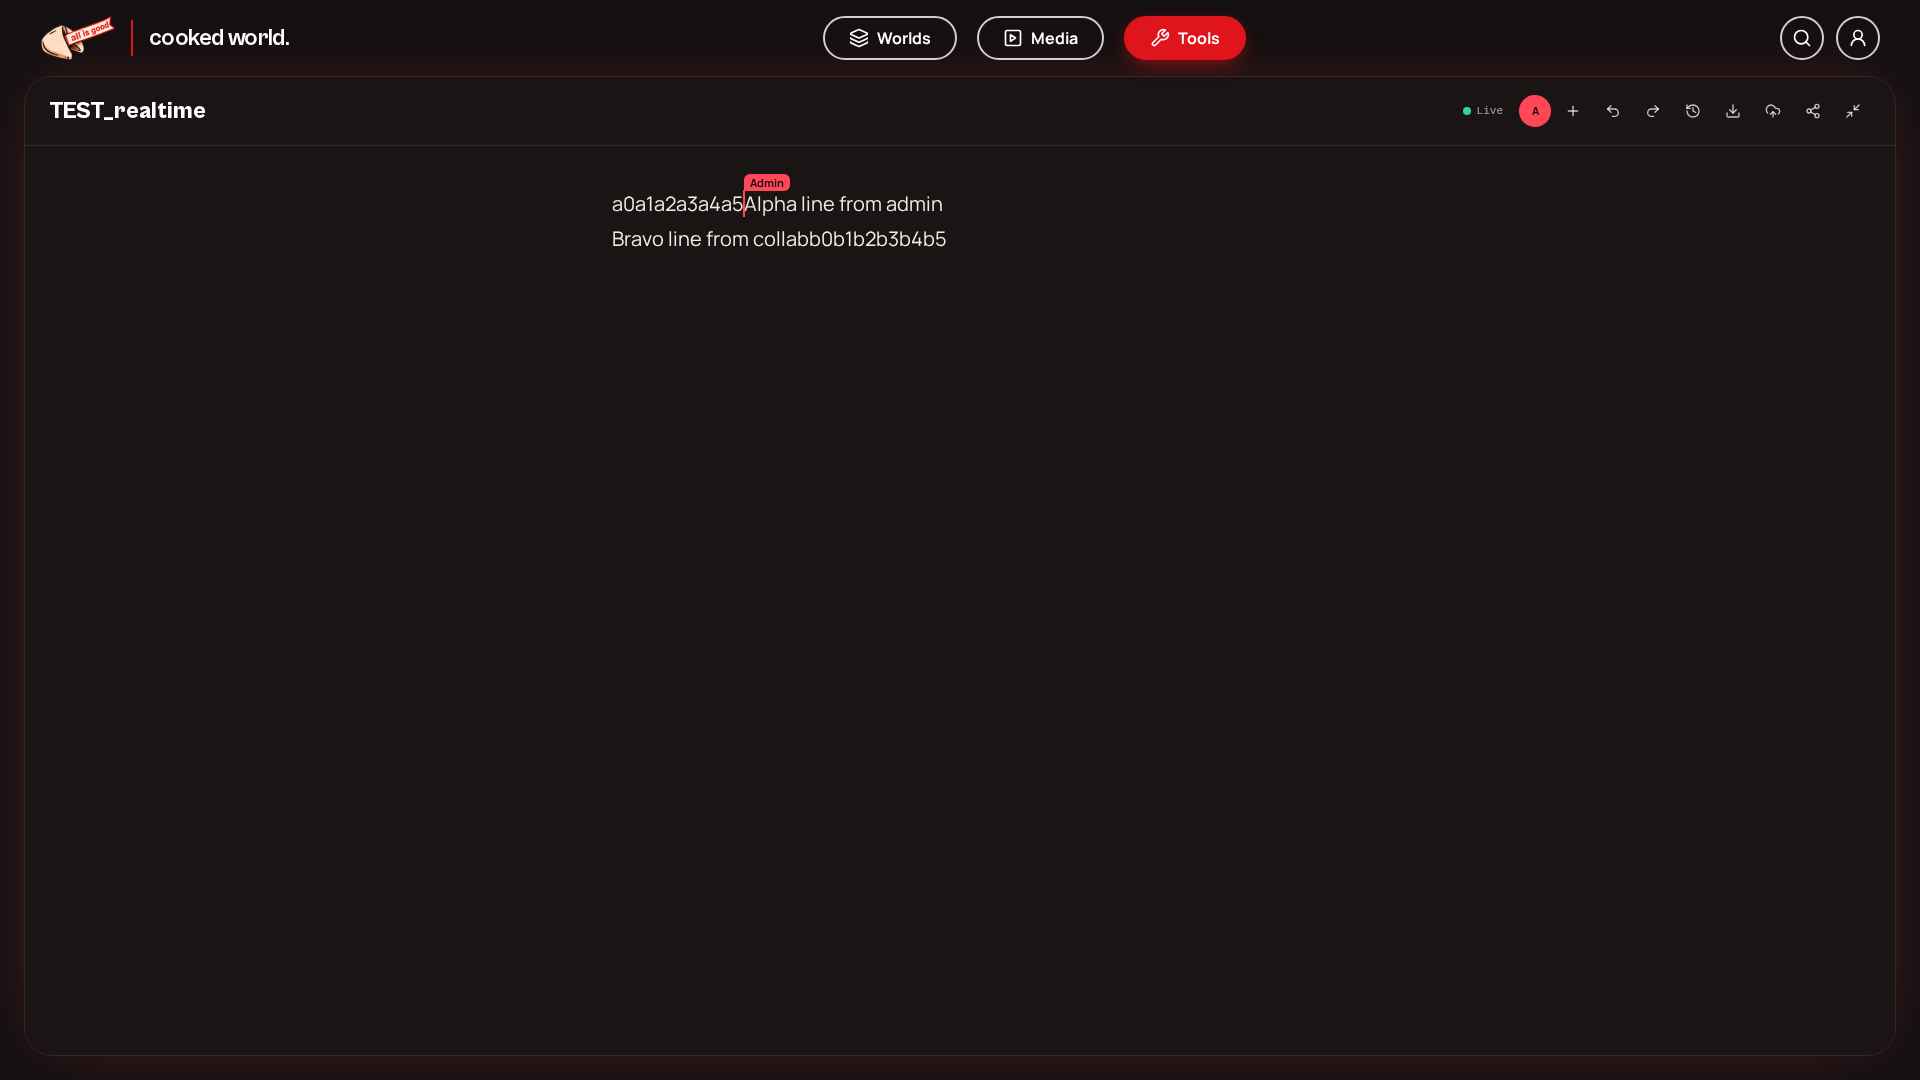 all is good
cooked world.
Worlds
Media
Tools
TEST_realtime
Live
A
Admin
a0a1a2a3a4a5Alpha line from admin
Bravo line from collabb0b1b2b3b4b5